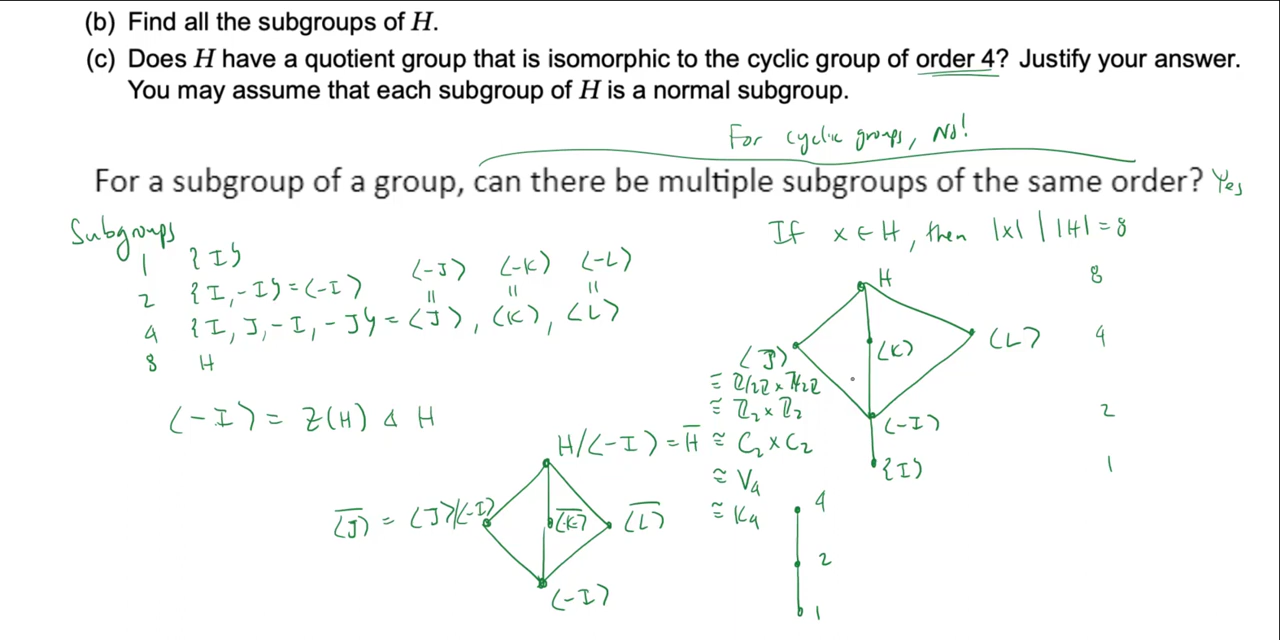 (b) Find all the subgroups of H.
(c) Does H have a quotient group that is isomorphic to the cyclic group of order 4? Justify your answer.
You may assume that each subgroup of H is a normal subgroup.
For cyclic groups, No!
For a subgroup of a group, can there be multiple subgroups of the same order? Yes
Subgroups
If x ∈ H, then |x| | |H| = 8
1 {I}
⟨-J⟩ ⟨-K⟩ ⟨-L⟩
2 {I, -I} = ⟨-I⟩
= = =
4 {I, J, -I, -J} = ⟨J⟩, ⟨K⟩, ⟨L⟩
8 H
H 8
⟨J⟩ ⟨K⟩ ⟨L⟩ 4
⟨-I⟩ 2
{I} 1
⟨-I⟩ = Z(H) ⊲ H
H/⟨-I⟩ = H̅ ≅ C₂ × C₂
≅ ℤ/2ℤ × ℤ/2ℤ
≅ ℤ₂ × ℤ₂
≅ V₄
≅ K₄
⟨J⟩̅ = ⟨J⟩/⟨-I⟩ ⟨K⟩̅ ⟨L⟩̅
⟨-I⟩
4
2
1